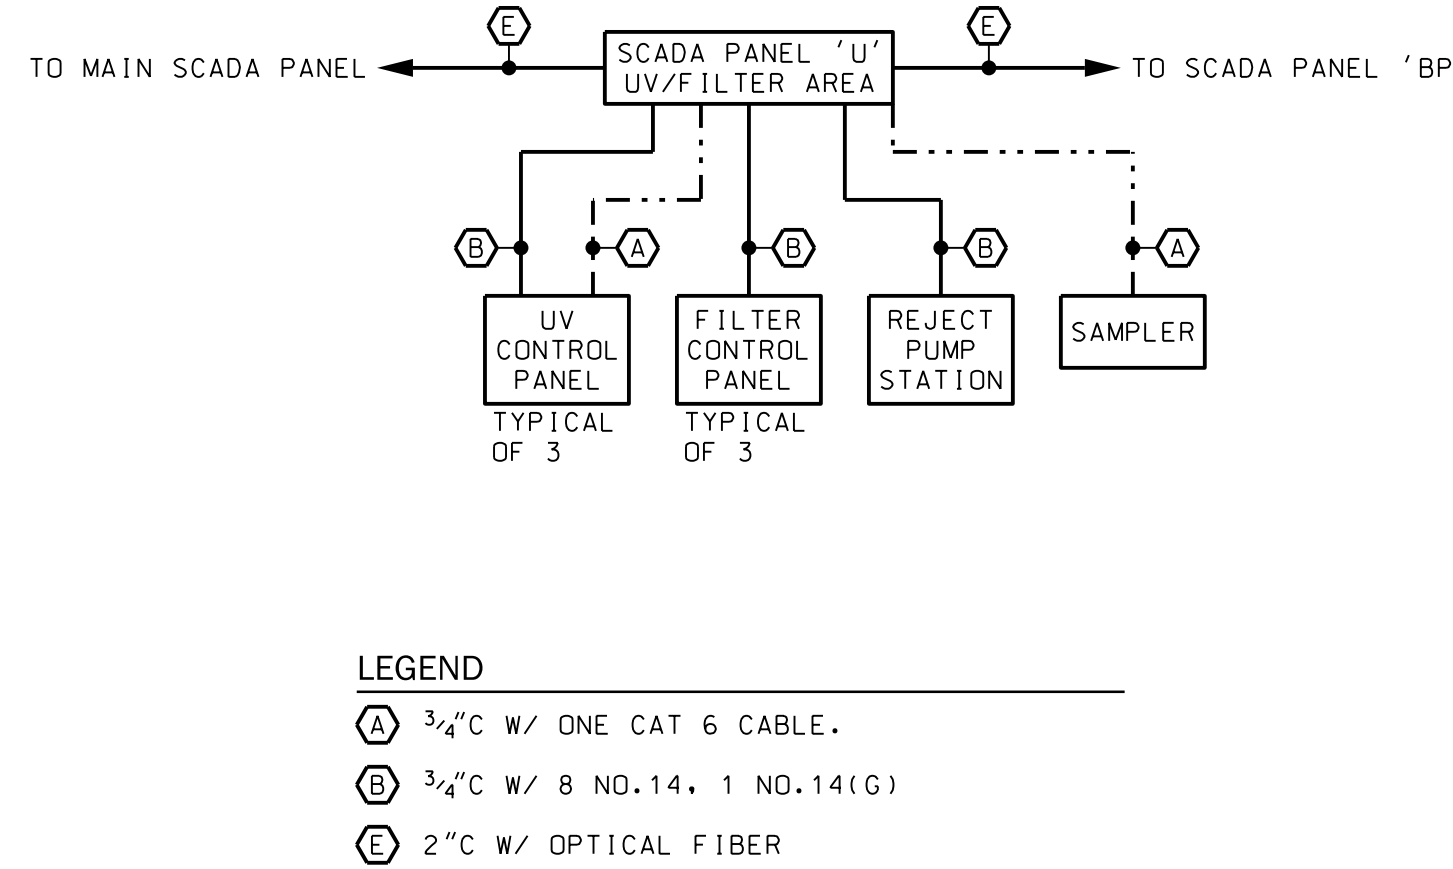 E
E
TO MAIN SCADA PANEL
SCADA PANEL 'U'
UV/FILTER AREA
TO SCADA PANEL 'BP
B
A
B
B
A
UV
CONTROL
PANEL
FILTER
CONTROL
PANEL
REJECT
PUMP
STATION
SAMPLER
TYPICAL
OF 3
TYPICAL
OF 3
LEGEND
A 3/4"C W/ ONE CAT 6 CABLE.
B 3/4"C W/ 8 NO.14, 1 NO.14(G)
E 2"C W/ OPTICAL FIBER